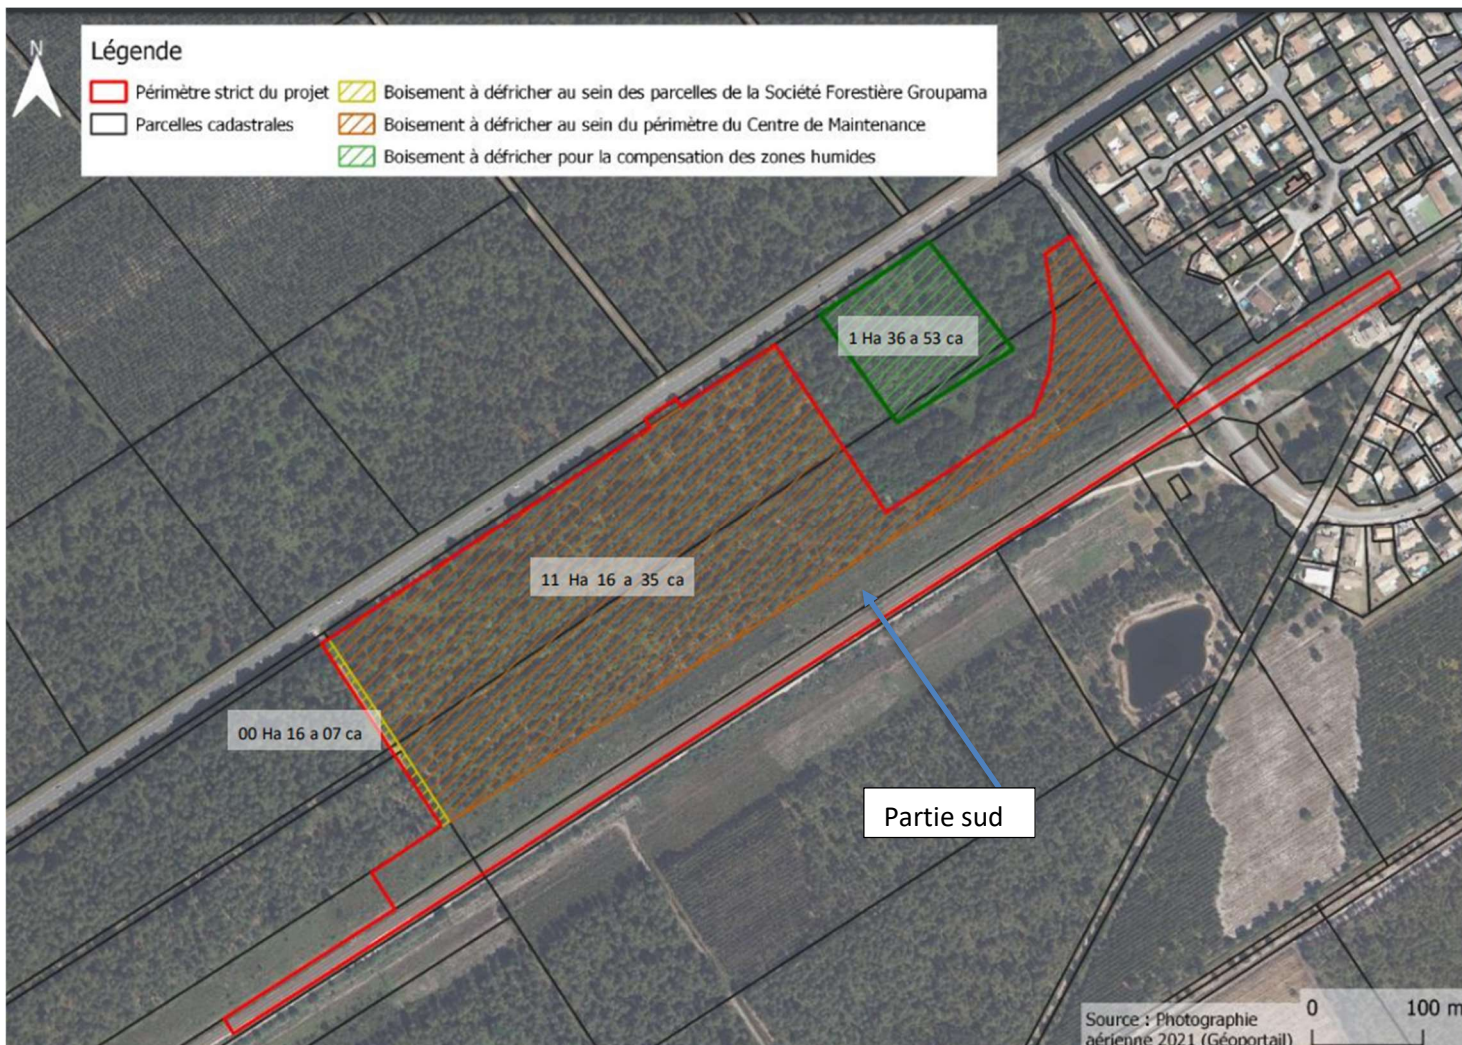 N
Légende
Périmètre strict du projet
Parcelles cadastrales
Boisement à défricher au sein des parcelles de la Société Forestière Groupama
Boisement à défricher au sein du périmètre du Centre de Maintenance
Boisement à défricher pour la compensation des zones humides
1 Ha 36 a 53 ca
11 Ha 16 a 35 ca
00 Ha 16 a 07 ca
Partie sud
0 100 m
Source : Photographie
aérienne 2021 (Géoportail)